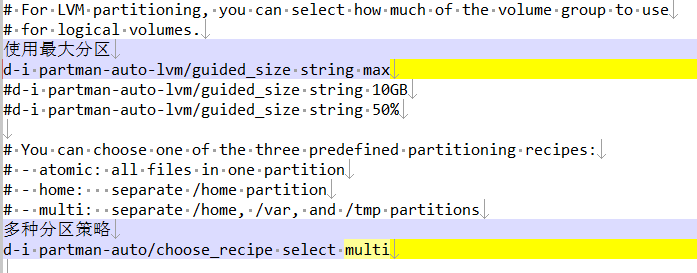 # For LVM partitioning, you can select how much of the volume group to use
# for logical volumes.
使用最大分区
d-i partman-auto-lvm/guided_size string max
#d-i partman-auto-lvm/guided_size string 10GB
#d-i partman-auto-lvm/guided_size string 50%
# You can choose one of the three predefined partitioning recipes:
# - atomic: all files in one partition
# - home:   separate /home partition
# - multi:  separate /home, /var, and /tmp partitions
多种分区策略
d-i partman-auto/choose_recipe select multi